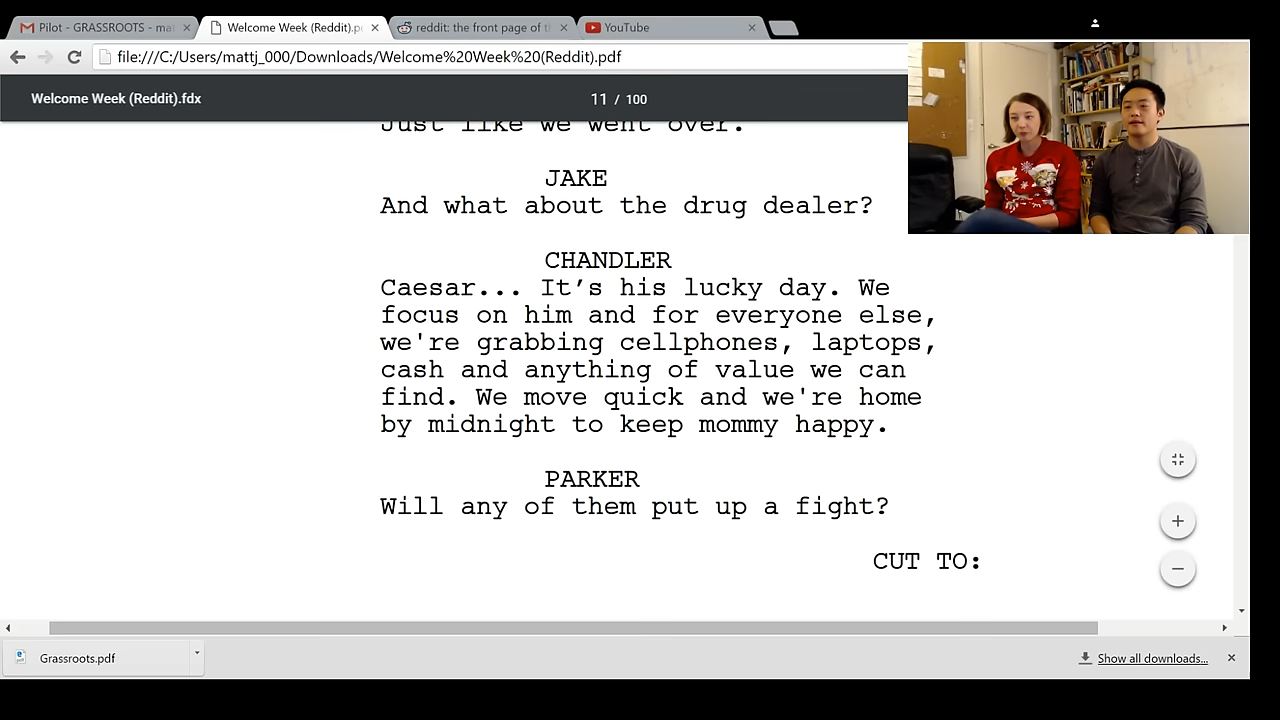 Pilot - GRASSROOTS - ma
Welcome Week (Reddit).p
reddit: the front page of t
YouTube
file:///C:/Users/mattj_000/Downloads/Welcome%20Week%20(Reddit).pdf
Welcome Week (Reddit).fdx
11 / 100
Just like we went over.
JAKE
And what about the drug dealer?
CHANDLER
Caesar... It’s his lucky day. We
focus on him and for everyone else,
we're grabbing cellphones, laptops,
cash and anything of value we can
find. We move quick and we're home
by midnight to keep mommy happy.
PARKER
Will any of them put up a fight?
CUT TO:
Grassroots.pdf
Show all downloads...